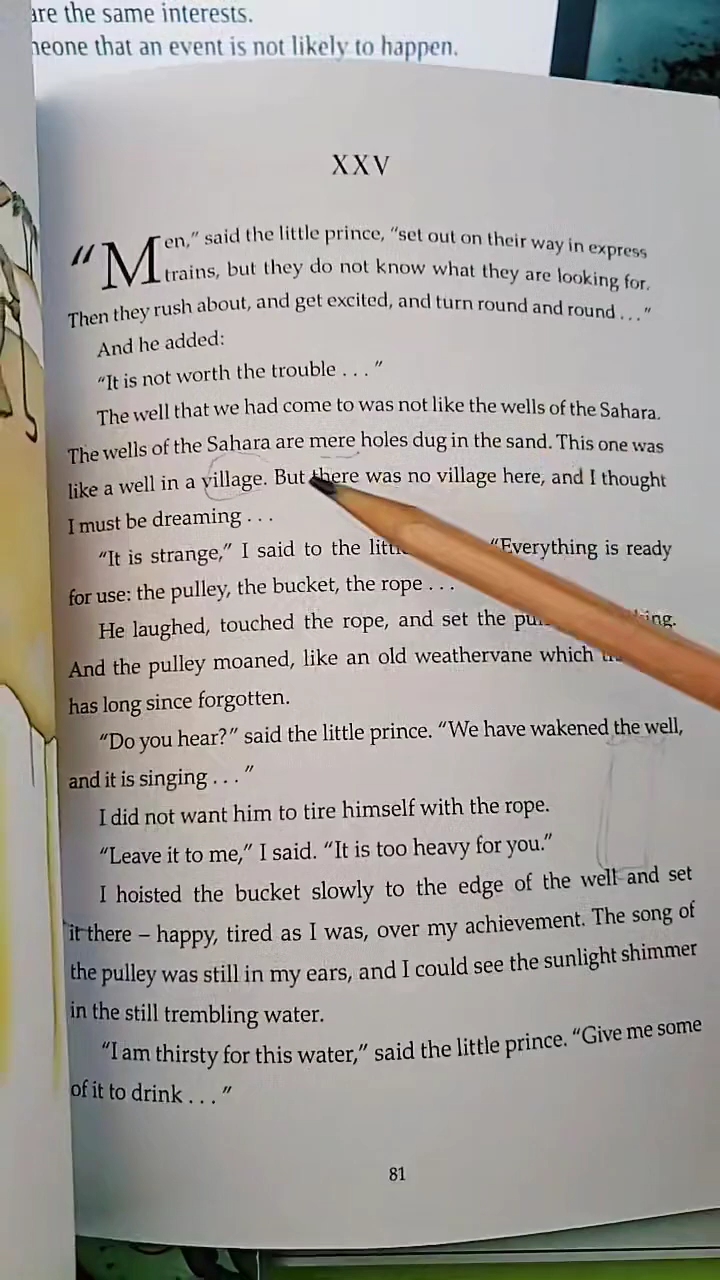 are the same interests.
neone that an event is not likely to happen.
XXV
“Men,” said the little prince, “set out on their way in express
trains, but they do not know what they are looking for.
Then they rush about, and get excited, and turn round and round . . .”
And he added:
“It is not worth the trouble . . . ”
The well that we had come to was not like the wells of the Sahara.
The wells of the Sahara are mere holes dug in the sand. This one was
like a well in a village. But there was no village here, and I thought
I must be dreaming . . .
“It is strange,” I said to the “Everything is ready
for use: the pulley, the bucket, the rope . . .
He laughed, touched the rope, and set the
And the pulley moaned, like an old weathervane which
has long since forgotten.
“Do you hear?” said the little prince. “We have wakened the well,
and it is singing . . . ”
I did not want him to tire himself with the rope.
“Leave it to me,” I said. “It is too heavy for you.”
I hoisted the bucket slowly to the edge of the well and set
it there – happy, tired as I was, over my achievement. The song of
the pulley was still in my ears, and I could see the sunlight shimmer
in the still trembling water.
“I am thirsty for this water,” said the little prince. “Give me some
of it to drink . . . ”
81